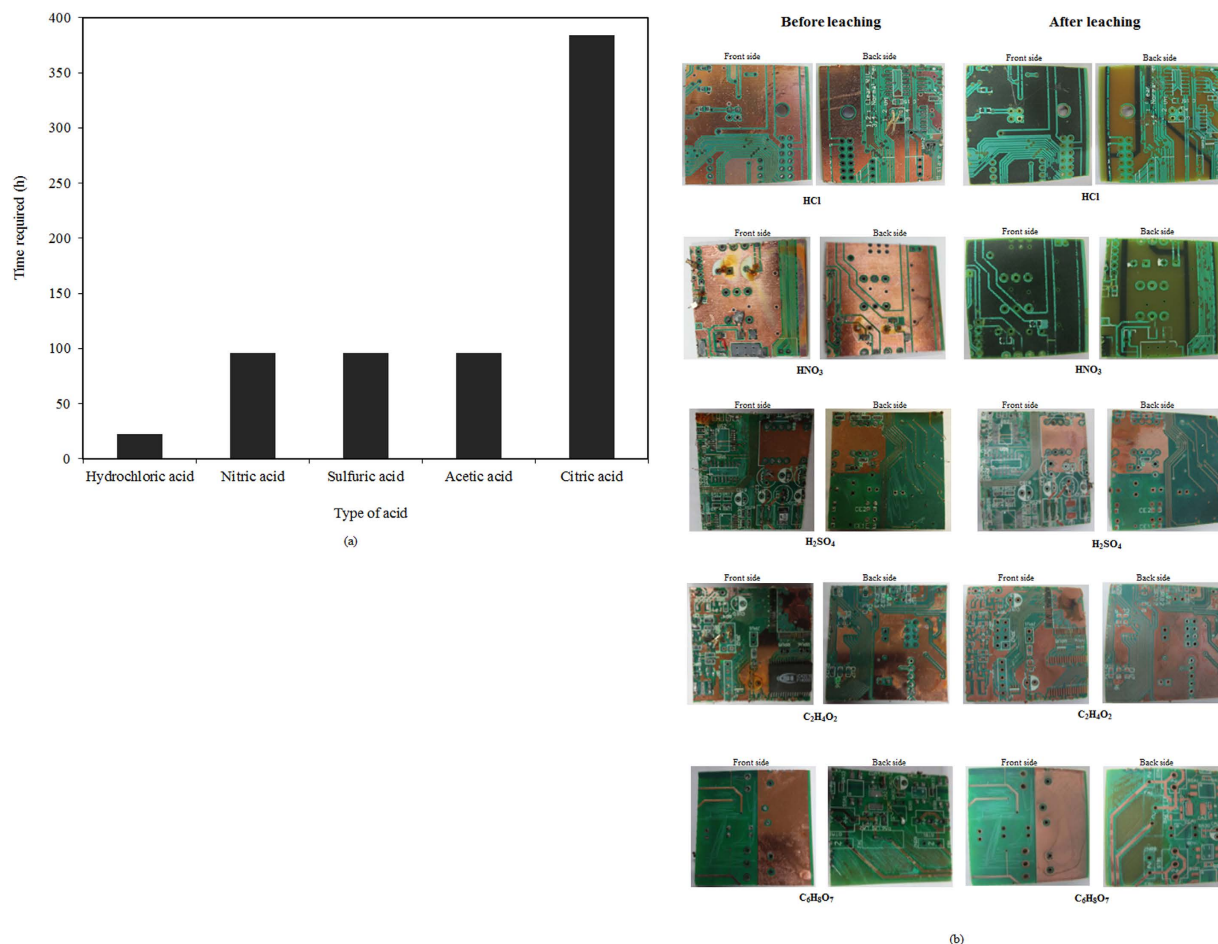 400
350
300
250
200
150
100
50
0
Time required (h)
Hydrochloric acid Nitric acid Sulfuric acid Acetic acid Citric acid
Type of acid
(a)
Before leaching After leaching
Front side Back side Front side Back side
HCl HCl
Front side Back side Front side Back side
HNO₃ HNO₃
Front side Back side Front side Back side
H₂SO₄ H₂SO₄
Front side Back side Front side Back side
C₂H₄O₂ C₂H₄O₂
Front side Back side Front side Back side
C₆H₈O₇ C₆H₈O₇
(b)